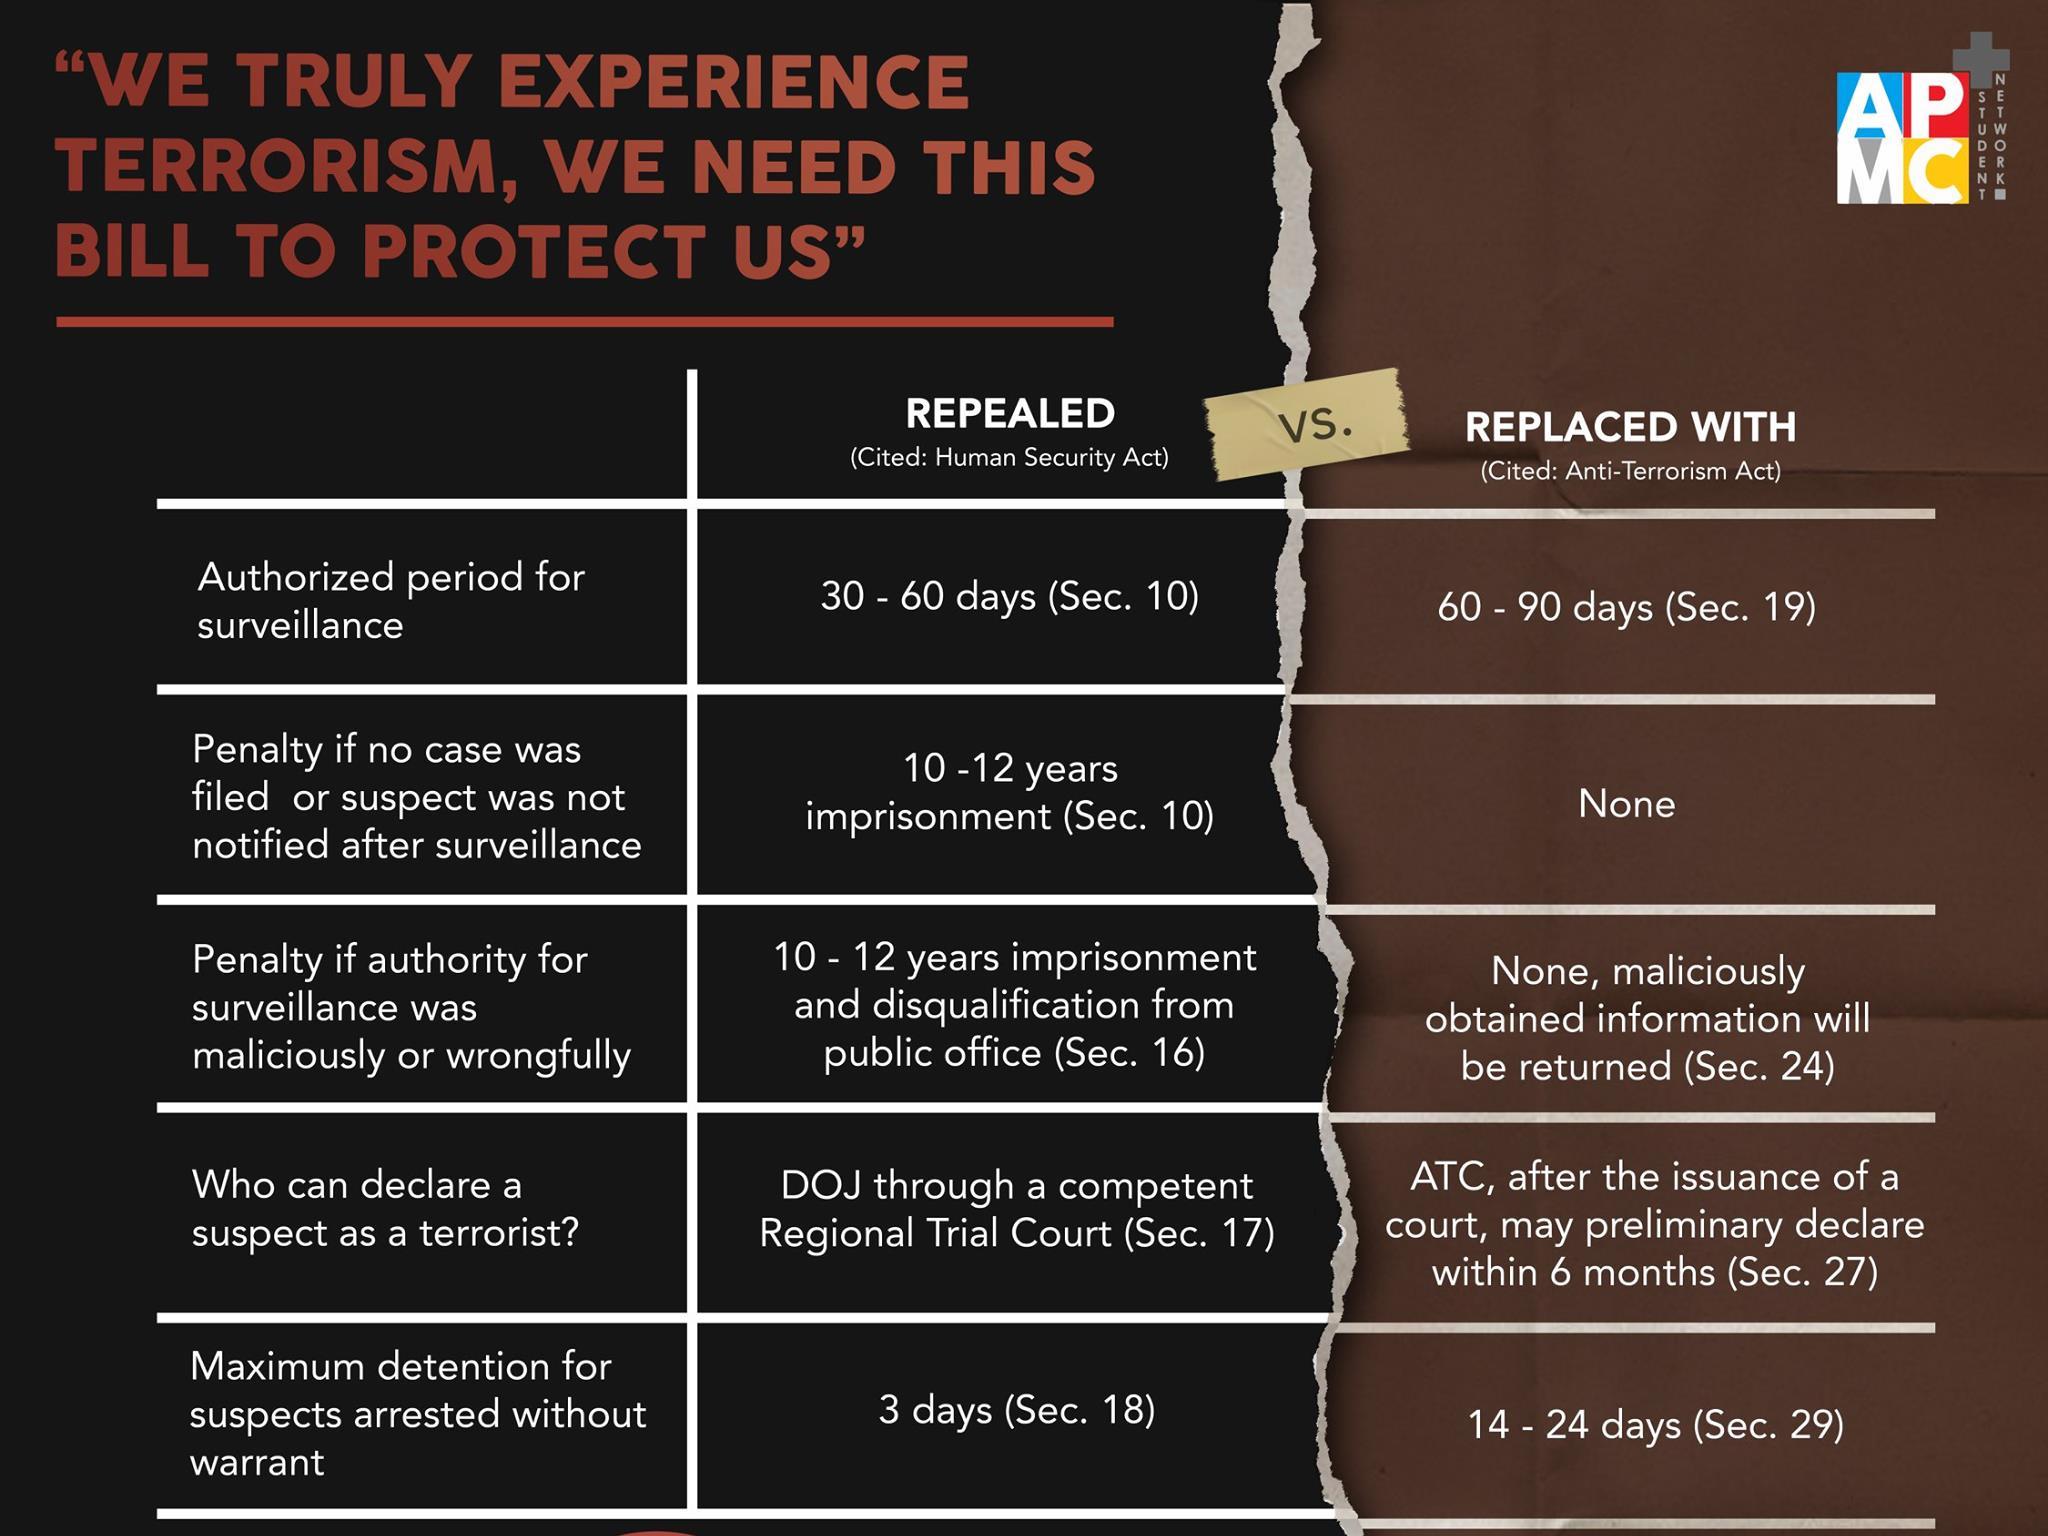 “WE TRULY EXPERIENCE
TERRORISM, WE NEED THIS
BILL TO PROTECT US”
AP
MC
STUDENT
NETWORK
REPEALED
(Cited: Human Security Act)
vs.
REPLACED WITH
(Cited: Anti-Terrorism Act)
Authorized period for
surveillance
30 - 60 days (Sec. 10)
60 - 90 days (Sec. 19)
Penalty if no case was
filed  or suspect was not
notified after surveillance
10 -12 years
imprisonment (Sec. 10)
None
Penalty if authority for
surveillance was
maliciously or wrongfully
10 - 12 years imprisonment
and disqualification from
public office (Sec. 16)
None, maliciously
obtained information will
be returned (Sec. 24)
Who can declare a
suspect as a terrorist?
DOJ through a competent
Regional Trial Court (Sec. 17)
ATC, after the issuance of a
court, may preliminary declare
within 6 months (Sec. 27)
Maximum detention for
suspects arrested without
warrant
3 days (Sec. 18)
14 - 24 days (Sec. 29)